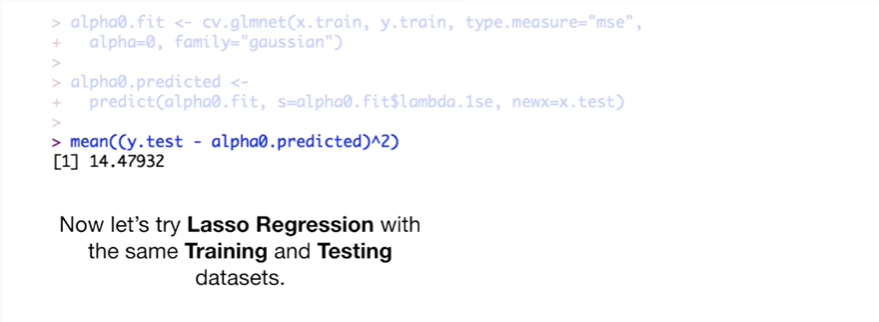 > alpha0.fit <- cv.glmnet(x.train, y.train, type.measure="mse",
+   alpha=0, family="gaussian")
>
> alpha0.predicted <-
+   predict(alpha0.fit, s=alpha0.fit$lambda.1se, newx=x.test)
>
> mean((y.test - alpha0.predicted)^2)
[1] 14.47932
Now let's try Lasso Regression with
the same Training and Testing
datasets.